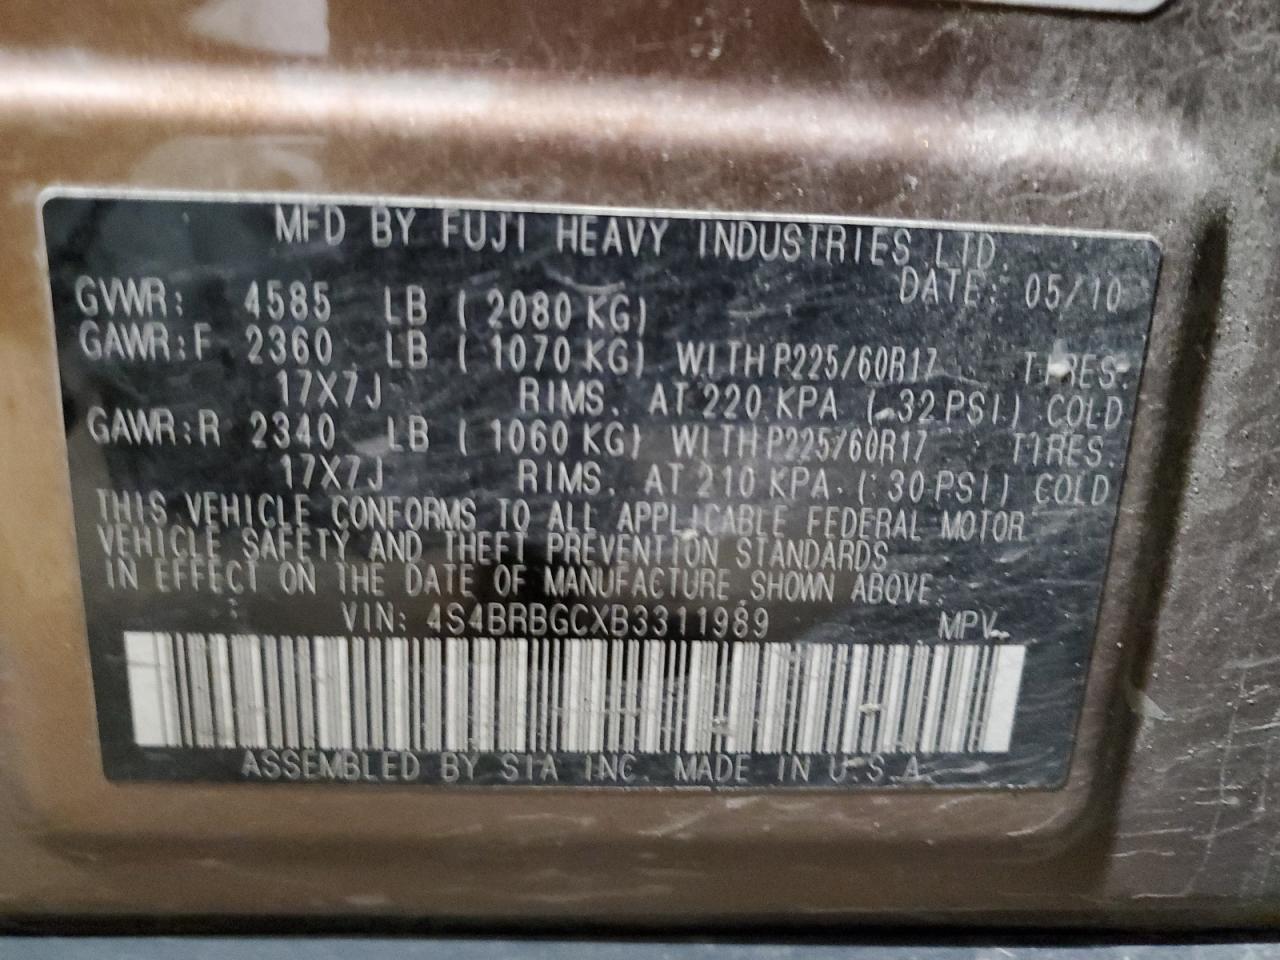 MFD BY FUJI HEAVY INDUSTRIES LTD.
DATE: 05/10
GVWR: 4585 LB ( 2080 KG)
GAWR:F 2360 LB ( 1070 KG) WITH P225/60R17 TIRES.
17X7J RIMS. AT 220 KPA ( 32 PSI) COLD
GAWR:R 2340 LB ( 1060 KG) WITH P225/60R17 TIRES.
17X7J RIMS. AT 210 KPA ( 30 PSI) COLD
THIS VEHICLE CONFORMS TO ALL APPLICABLE FEDERAL MOTOR
VEHICLE SAFETY AND THEFT PREVENTION STANDARDS
IN EFFECT ON THE DATE OF MANUFACTURE SHOWN ABOVE.
VIN: 4S4BRBGCXB3311989 MPV
ASSEMBLED BY SIA INC. MADE IN U.S.A.